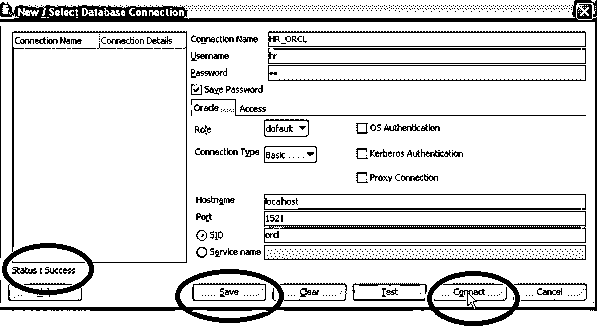 New / Select Database Connection
Connection Name Connection Details
Connection Name HR_ORCL
Username hr
Password **
Save Password
Oracle Access
Role default
OS Authentication
Connection Type Basic
Kerberos Authentication
Proxy Connection
Hostname localhost
Port 1521
SID orcl
Service name
Status : Success
Save Clear Test Connect Cancel